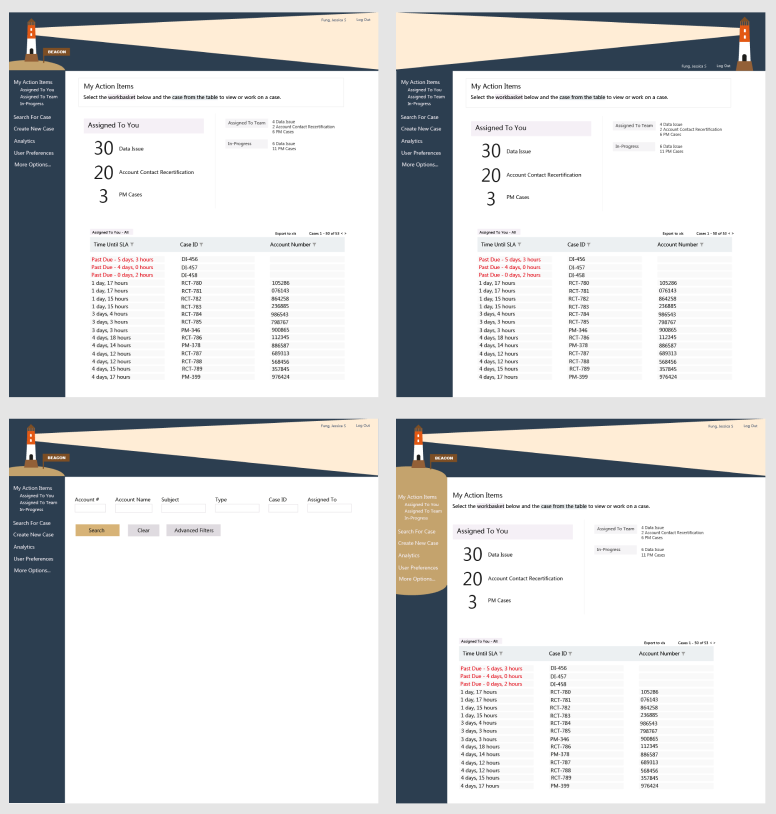 Fung, Jessica
Log Out
BEACON
My Action Items
Assigned To You
Assigned To Team
In-Progress
Search For Case
Create New Case
Analytics
User Preferences
More Options...
My Action Items
Select the workbasket below and the case from the table to view or work on a case.
Assigned To You
30 Data Issue
20 Account Contact Recertification
3 PM Cases
Assigned To Team
4 Data Issue
2 Account Contact Recertification
6 PM Cases
In-Progress
Data Issue
11 PM Cases
Assigned To You - All
Export to xls
Cases 1 - 50 of 53 < >
Time Until SLA Case ID Account Number
Past Due - 5 days, 3 hours DI-456
Past Due - 4 days, 0 hours DI-457
Past Due - 0 days, 2 hours DI-458
1 day, 17 hours RCT-780 105286
1 day, 17 hours RCT-781 076143
1 day, 15 hours RCT-782 864258
1 day, 15 hours RCT-783 236885
3 days, 4 hours RCT-784 986543
3 days, 3 hours RCT-785 798767
3 days, 3 hours PM-346 900865
4 days, 18 hours RCT-786 112345
4 days, 14 hours PM-378 886587
4 days, 12 hours RCT-787 689313
4 days, 12 hours RCT-788 568456
4 days, 15 hours RCT-789 357845
4 days, 17 hours PM-399 976424
Fung, Jessica
Log Out
My Action Items
Assigned To You
Assigned To Team
In-Progress
Search For Case
Create New Case
Analytics
User Preferences
More Options...
My Action Items
Select the workbasket below and the case from the table to view or work on a case.
Assigned To You
30 Data Issue
20 Account Contact Recertification
3 PM Cases
Assigned To Team
4 Data Issue
2 Account Contact Recertification
6 PM Cases
In-Progress
Data Issue
11 PM Cases
Assigned To You - All
Export to xls
Cases 1 - 50 of 53 < >
Time Until SLA Case ID Account Number
Past Due - 5 days, 3 hours DI-456
Past Due - 4 days, 0 hours DI-457
Past Due - 0 days, 2 hours DI-458
1 day, 17 hours RCT-780 105286
1 day, 17 hours RCT-781 076143
1 day, 15 hours RCT-782 864258
1 day, 15 hours RCT-783 236885
3 days, 4 hours RCT-784 986543
3 days, 3 hours RCT-785 798767
3 days, 3 hours PM-346 900865
4 days, 18 hours RCT-786 112345
4 days, 14 hours PM-378 886587
4 days, 12 hours RCT-787 689313
4 days, 12 hours RCT-788 568456
4 days, 15 hours RCT-789 357845
4 days, 17 hours PM-399 976424
Fung, Jessica
Log Out
BEACON
My Action Items
Assigned To You
Assigned To Team
In-Progress
Search For Case
Create New Case
Analytics
User Preferences
More Options...
Account # Account Name Subject Type Case ID Assigned To
Search Clear Advanced Filters
Fung, Jessica
Log Out
BEACON
My Action Items
Assigned To You
Assigned To Team
In-Progress
Search For Case
Create New Case
Analytics
User Preferences
More Options...
My Action Items
Select the workbasket below and the case from the table to view or work on a case.
Assigned To You
30 Data Issue
20 Account Contact Recertification
3 PM Cases
Assigned To Team
4 Data Issue
2 Account Contact Recertification
6 PM Cases
In-Progress
Data Issue
11 PM Cases
Assigned To You - All
Export to xls
Cases 1 - 50 of 53 < >
Time Until SLA Case ID Account Number
Past Due - 5 days, 3 hours DI-456
Past Due - 4 days, 0 hours DI-457
Past Due - 0 days, 2 hours DI-458
1 day, 17 hours RCT-780 105286
1 day, 17 hours RCT-781 076143
1 day, 15 hours RCT-782 864258
1 day, 15 hours RCT-783 236885
3 days, 4 hours RCT-784 986543
3 days, 3 hours RCT-785 798767
3 days, 3 hours PM-346 900865
4 days, 18 hours RCT-786 112345
4 days, 14 hours PM-378 886587
4 days, 12 hours RCT-787 689313
4 days, 12 hours RCT-788 568456
4 days, 15 hours RCT-789 357845
4 days, 17 hours PM-399 976424